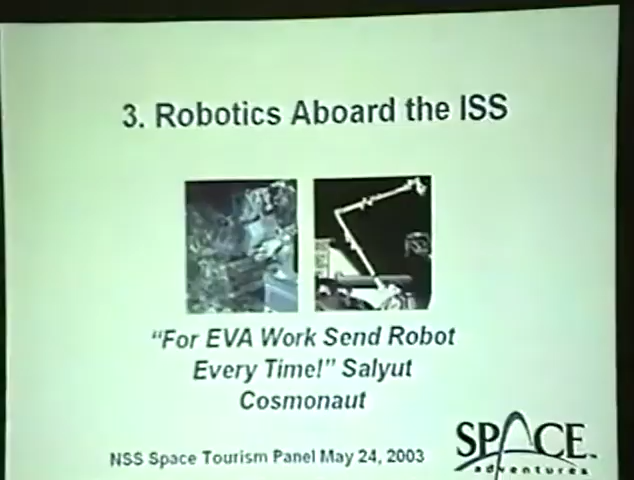 3. Robotics Aboard the ISS
“For EVA Work Send Robot
Every Time!” Salyut
Cosmonaut
NSS Space Tourism Panel May 24, 2003
SPACE™
adventures